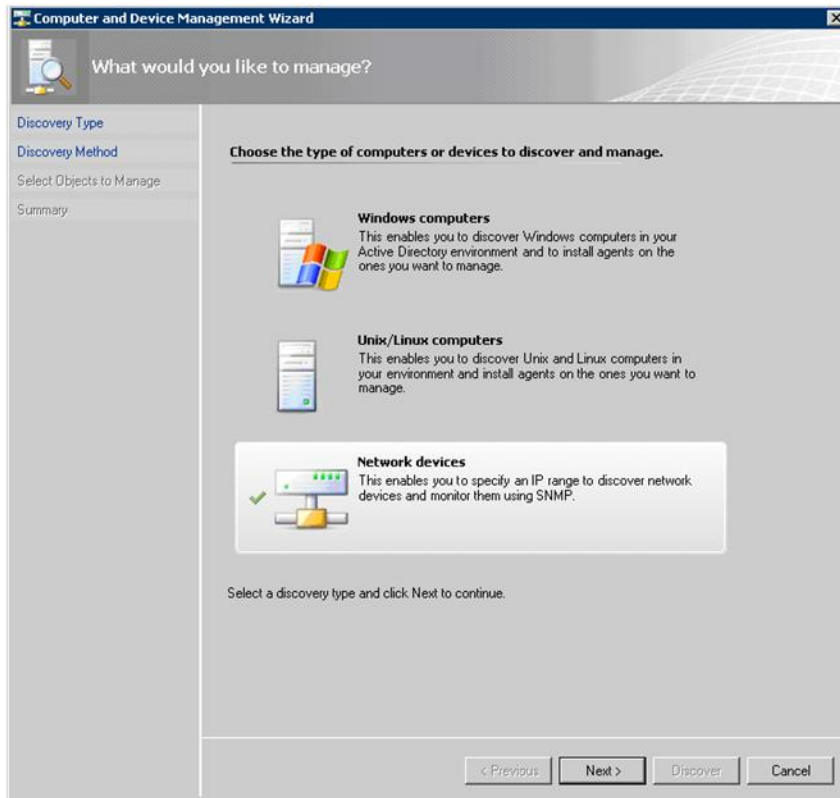 Computer and Device Management Wizard
What would you like to manage?
Discovery Type
Discovery Method
Select Objects to Manage
Summary
Choose the type of computers or devices to discover and manage.
Windows computers
This enables you to discover Windows computers in your
Active Directory environment and to install agents on the
ones you want to manage.
Unix/Linux computers
This enables you to discover Unix and Linux computers in
your environment and install agents on the ones you want to
manage.
Network devices
This enables you to specify an IP range to discover network
devices and monitor them using SNMP.
Select a discovery type and click Next to continue.
< Previous
Next >
Discover
Cancel